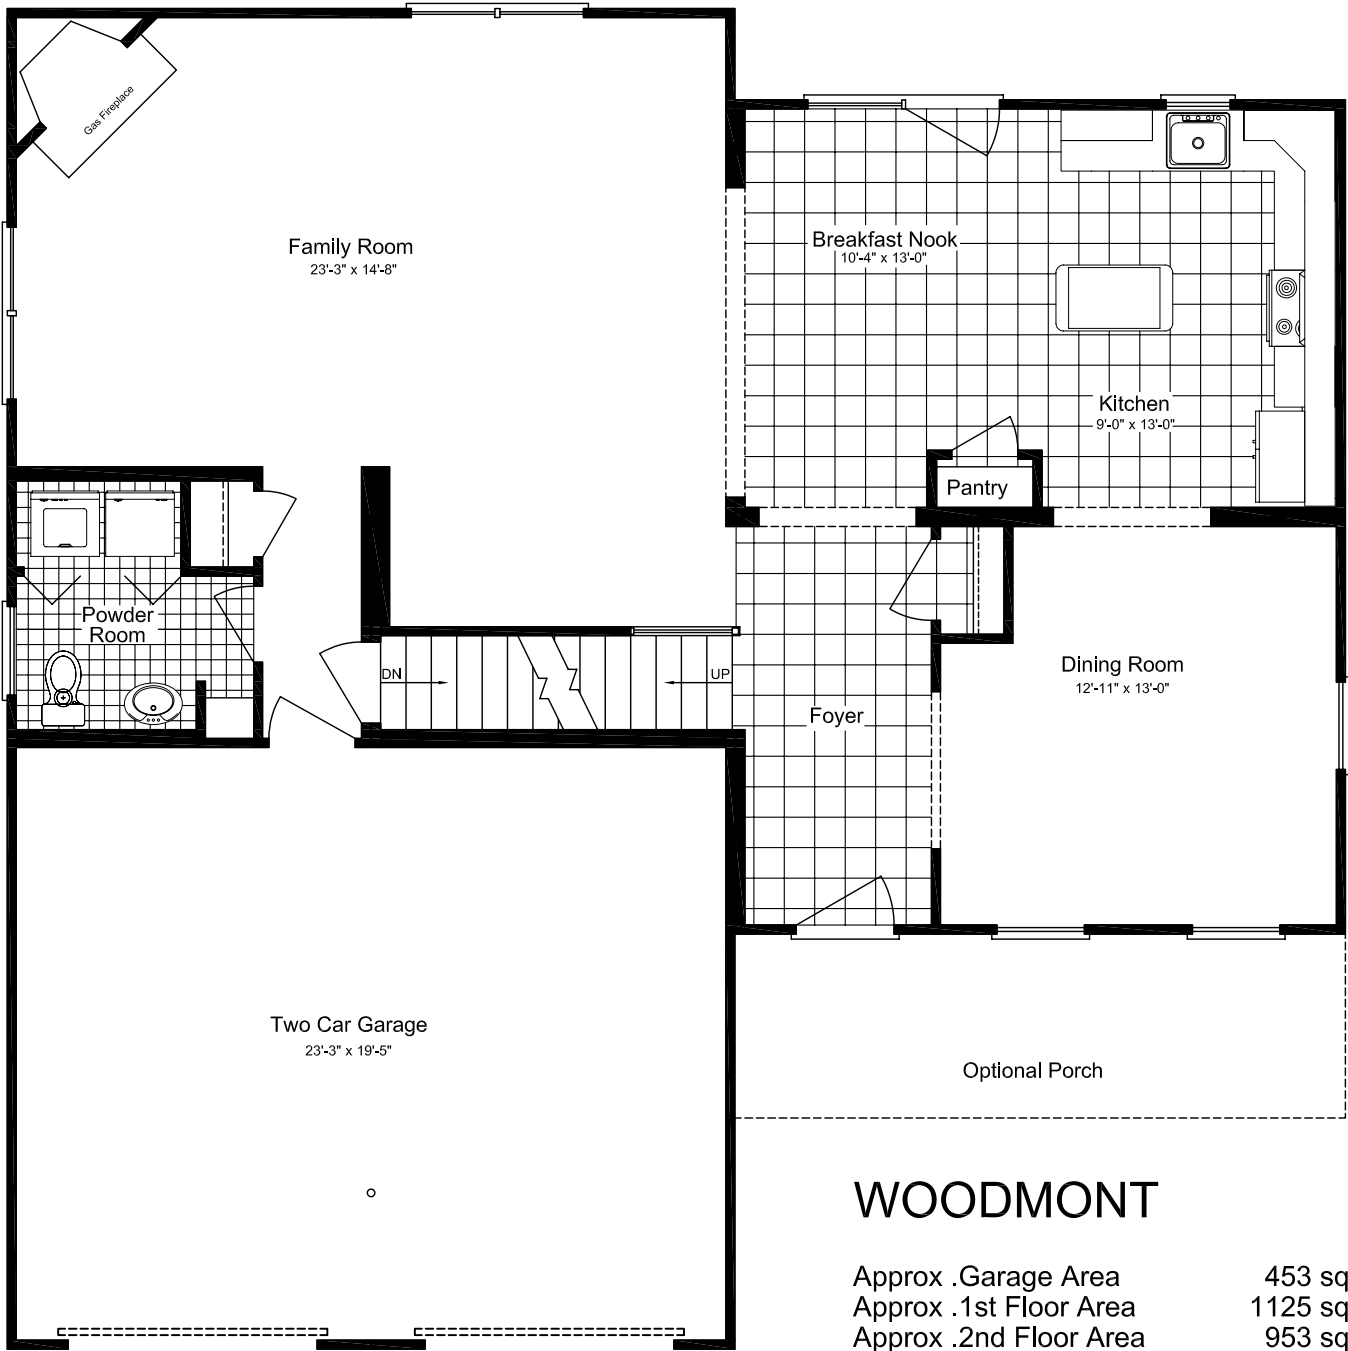 Gas Fireplace
Family Room
23'-3" x 14'-8"
Breakfast Nook
10'-4" x 13'-0"
Kitchen
9'-0" x 13'-0"
Pantry
Powder
Room
DN
UP
Foyer
Dining Room
12'-11" x 13'-0"
Two Car Garage
23'-3" x 19'-5"
Optional Porch
WOODMONT
Approx .Garage Area 453 sq
Approx .1st Floor Area 1125 sq
Approx .2nd Floor Area 953 sq